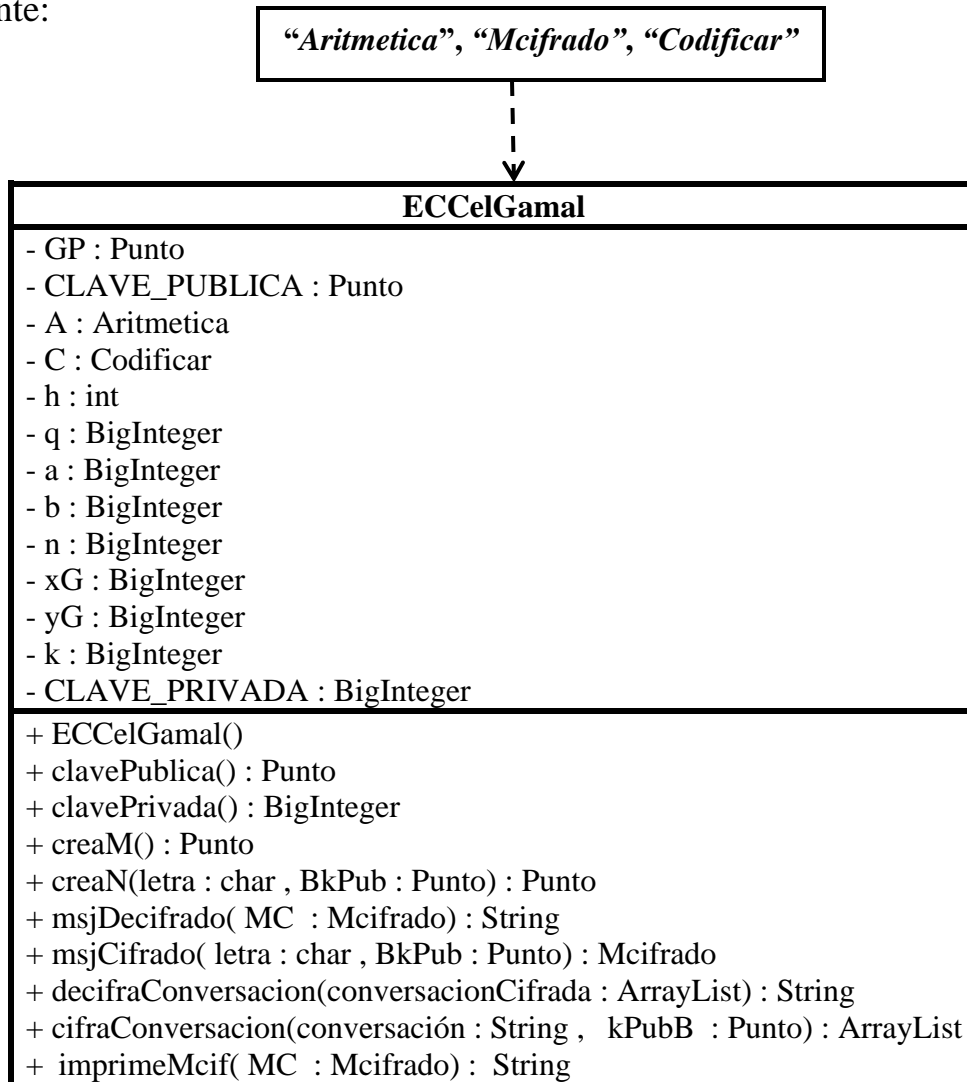 nte:
“Aritmetica”, “Mcifrado”, “Codificar”
ECCelGamal
- GP : Punto
- CLAVE_PUBLICA : Punto
- A : Aritmetica
- C : Codificar
- h : int
- q : BigInteger
- a : BigInteger
- b : BigInteger
- n : BigInteger
- xG : BigInteger
- yG : BigInteger
- k : BigInteger
- CLAVE_PRIVADA : BigInteger
+ ECCelGamal()
+ clavePublica() : Punto
+ clavePrivada() : BigInteger
+ creaM() : Punto
+ creaN(letra : char , BkPub : Punto) : Punto
+ msjDecifrado( MC : Mcifrado) : String
+ msjCifrado( letra : char , BkPub : Punto) : Mcifrado
+ decifraConversacion(conversacionCifrada : ArrayList) : String
+ cifraConversacion(conversación : String , kPubB : Punto) : ArrayList
+ imprimeMcif( MC : Mcifrado) : String